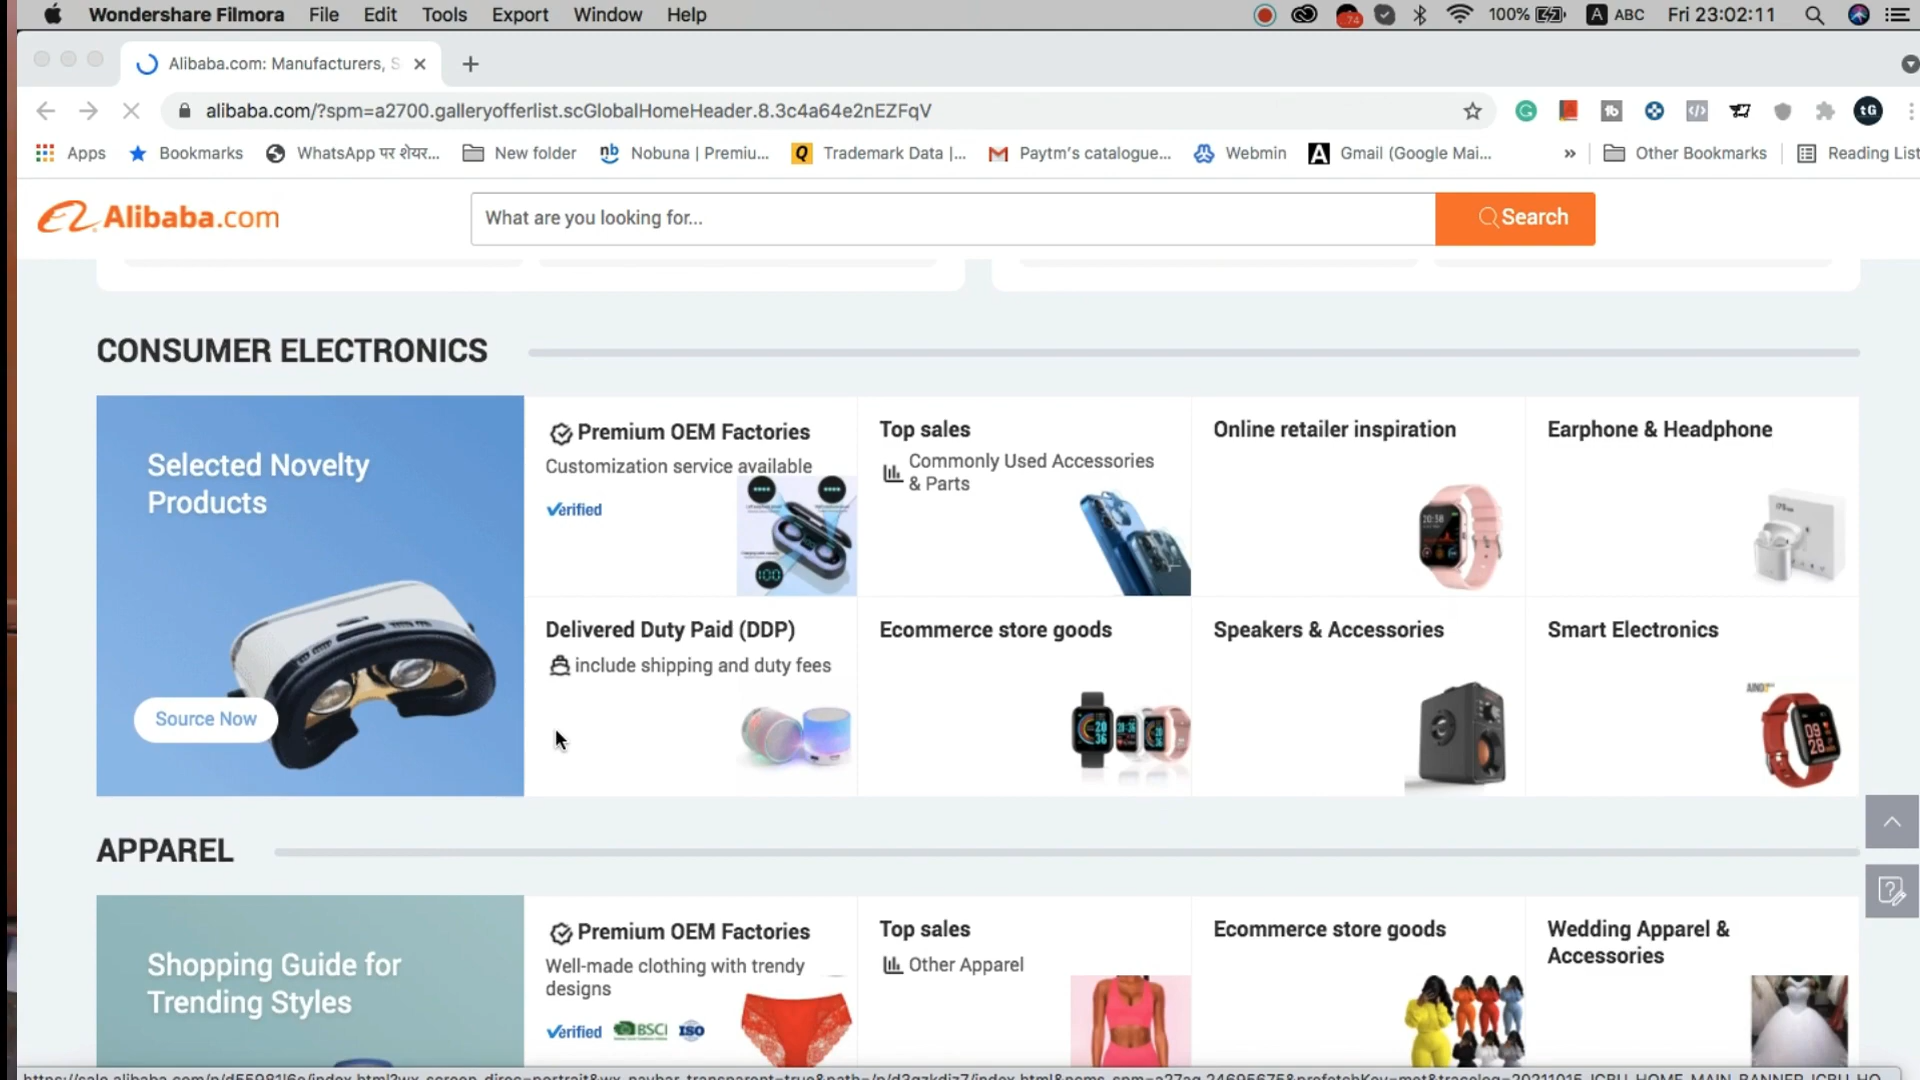 Wondershare Filmora File Edit Tools Export Window Help 74 100% A ABC Fri 23:02:11
Alibaba.com: Manufacturers, S
alibaba.com/?spm=a2700.galleryofferlist.scGlobalHomeHeader.8.3c4a64e2nEZFqV tG
Apps Bookmarks WhatsApp पर शेयर... New folder nb Nobuna | Premiu... Q Trademark Data |... Paytm's catalogue... Webmin A Gmail (Google Mai... » Other Bookmarks Reading List
Alibaba.com
What are you looking for...
Search
CONSUMER ELECTRONICS
Selected Novelty
Products
Source Now
Premium OEM Factories
Customization service available
Verified
Top sales
Commonly Used Accessories
& Parts
Online retailer inspiration
Earphone & Headphone
Delivered Duty Paid (DDP)
include shipping and duty fees
Ecommerce store goods
Speakers & Accessories
Smart Electronics
APPAREL
Shopping Guide for
Trending Styles
Premium OEM Factories
Well-made clothing with trendy
designs
Verified BSCI ISO
Top sales
Other Apparel
Ecommerce store goods
Wedding Apparel &
Accessories